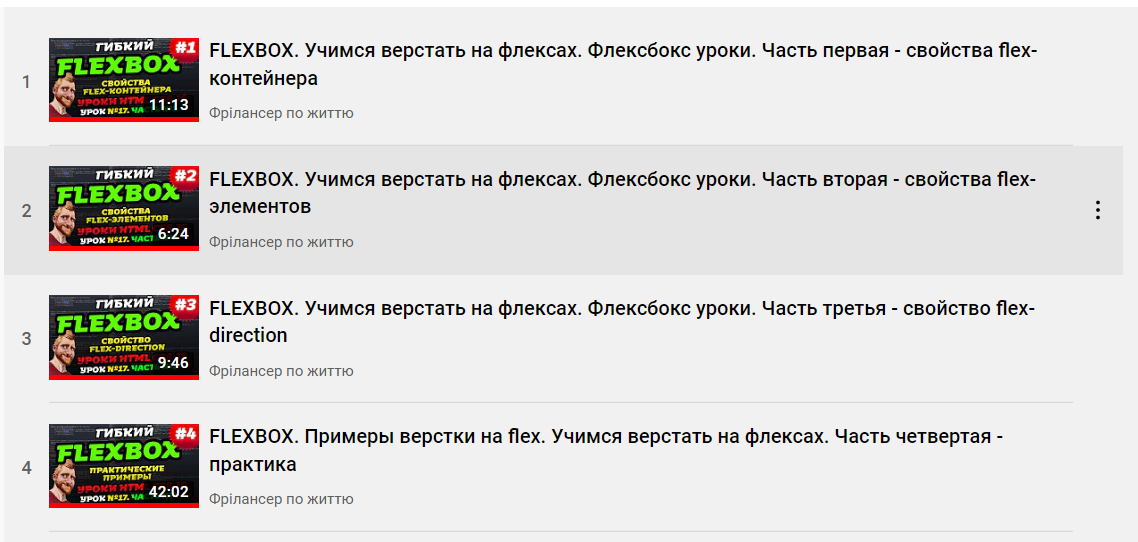 1
ГИБКИЙ #1
FLEXBOX
СВОЙСТВА
FLEX-КОНТЕЙНЕРА
УРОКИ HTM
УРОК №17. ЧА 11:13
FLEXBOX. Учимся верстать на флексах. Флексбокс уроки. Часть первая - свойства flex-
контейнера
Фрілансер по життю
2
ГИБКИЙ #2
FLEXBOX
СВОЙСТВА
FLEX-ЭЛЕМЕНТОВ
УРОКИ HTML
УРОК №17. ЧАСТ 6:24
FLEXBOX. Учимся верстать на флексах. Флексбокс уроки. Часть вторая - свойства flex-
элементов
Фрілансер по життю
3
ГИБКИЙ #3
FLEXBOX
СВОЙСТВО
FLEX-DIRECTION
УРОКИ HTML
УРОК №17. ЧАСТ 9:46
FLEXBOX. Учимся верстать на флексах. Флексбокс уроки. Часть третья - свойство flex-
direction
Фрілансер по життю
4
ГИБКИЙ #4
FLEXBOX
ПРАКТИЧЕСКИЕ
ПРИМЕРЫ
УРОКИ HTM
УРОК №17. ЧА 42:02
FLEXBOX. Примеры верстки на flex. Учимся верстать на флексах. Часть четвертая -
практика
Фрілансер по життю